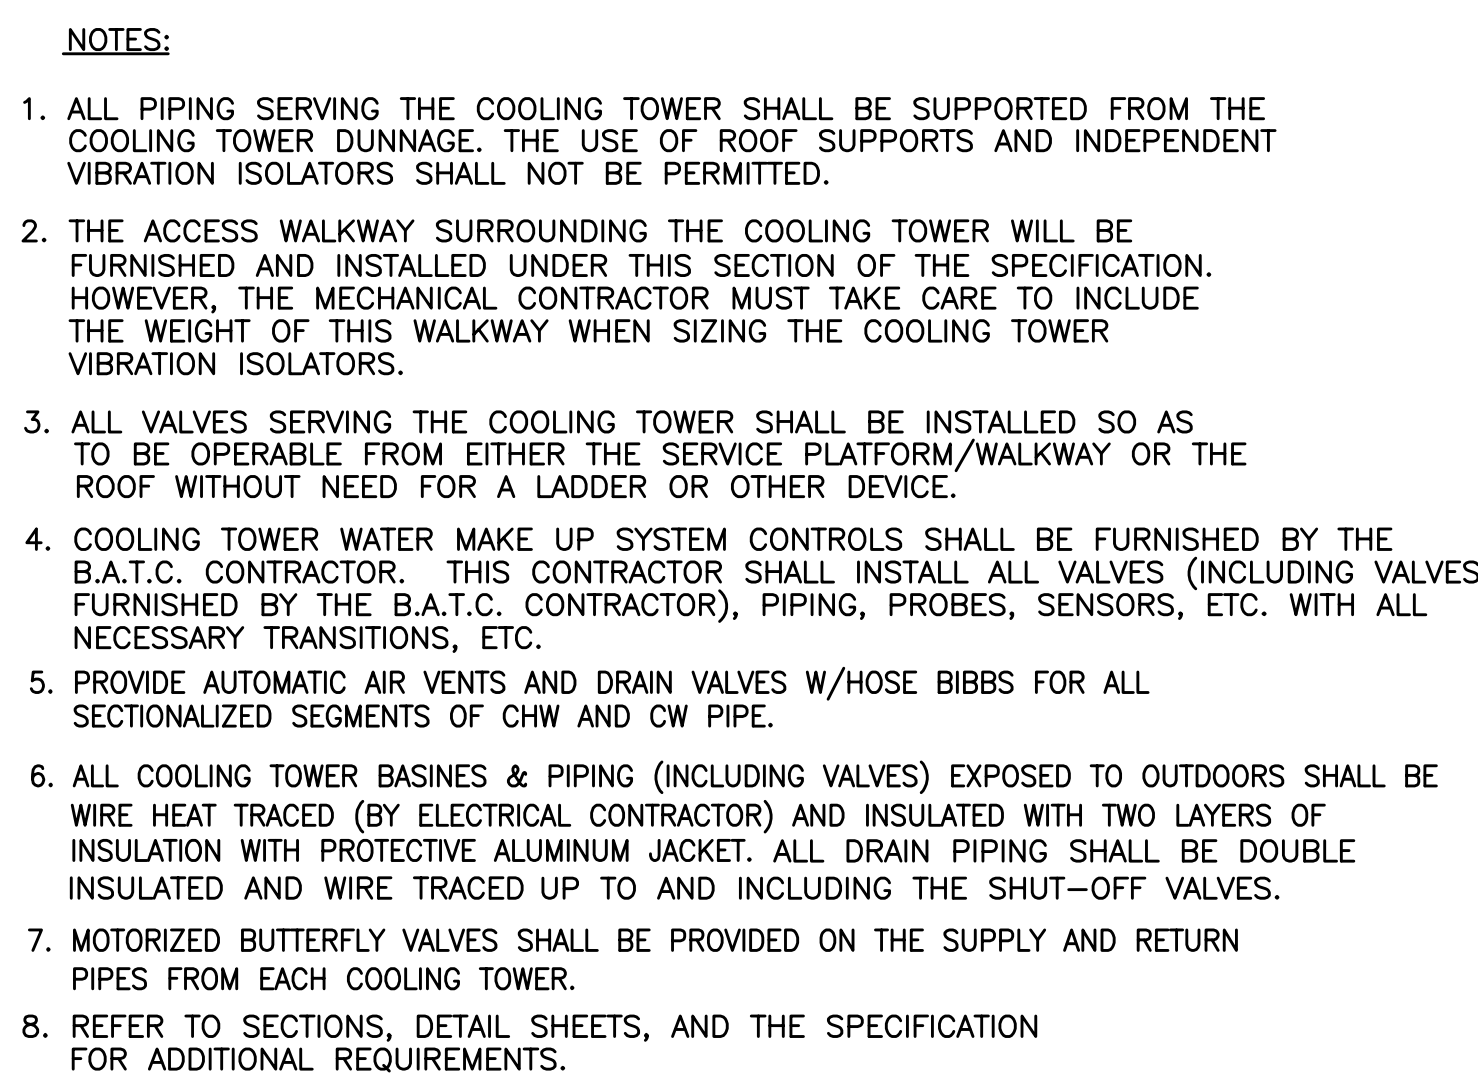 NOTES:
1. ALL PIPING SERVING THE COOLING TOWER SHALL BE SUPPORTED FROM THE
COOLING TOWER DUNNAGE. THE USE OF ROOF SUPPORTS AND INDEPENDENT
VIBRATION ISOLATORS SHALL NOT BE PERMITTED.
2. THE ACCESS WALKWAY SURROUNDING THE COOLING TOWER WILL BE
FURNISHED AND INSTALLED UNDER THIS SECTION OF THE SPECIFICATION.
HOWEVER, THE MECHANICAL CONTRACTOR MUST TAKE CARE TO INCLUDE
THE WEIGHT OF THIS WALKWAY WHEN SIZING THE COOLING TOWER
VIBRATION ISOLATORS.
3. ALL VALVES SERVING THE COOLING TOWER SHALL BE INSTALLED SO AS
TO BE OPERABLE FROM EITHER THE SERVICE PLATFORM/WALKWAY OR THE
ROOF WITHOUT NEED FOR A LADDER OR OTHER DEVICE.
4. COOLING TOWER WATER MAKE UP SYSTEM CONTROLS SHALL BE FURNISHED BY THE
B.A.T.C. CONTRACTOR. THIS CONTRACTOR SHALL INSTALL ALL VALVES (INCLUDING VALVES
FURNISHED BY THE B.A.T.C. CONTRACTOR), PIPING, PROBES, SENSORS, ETC. WITH ALL
NECESSARY TRANSITIONS, ETC.
5. PROVIDE AUTOMATIC AIR VENTS AND DRAIN VALVES W/HOSE BIBBS FOR ALL
SECTIONALIZED SEGMENTS OF CHW AND CW PIPE.
6. ALL COOLING TOWER BASINES & PIPING (INCLUDING VALVES) EXPOSED TO OUTDOORS SHALL BE
WIRE HEAT TRACED (BY ELECTRICAL CONTRACTOR) AND INSULATED WITH TWO LAYERS OF
INSULATION WITH PROTECTIVE ALUMINUM JACKET. ALL DRAIN PIPING SHALL BE DOUBLE
INSULATED AND WIRE TRACED UP TO AND INCLUDING THE SHUT-OFF VALVES.
7. MOTORIZED BUTTERFLY VALVES SHALL BE PROVIDED ON THE SUPPLY AND RETURN
PIPES FROM EACH COOLING TOWER.
8. REFER TO SECTIONS, DETAIL SHEETS, AND THE SPECIFICATION
FOR ADDITIONAL REQUIREMENTS.